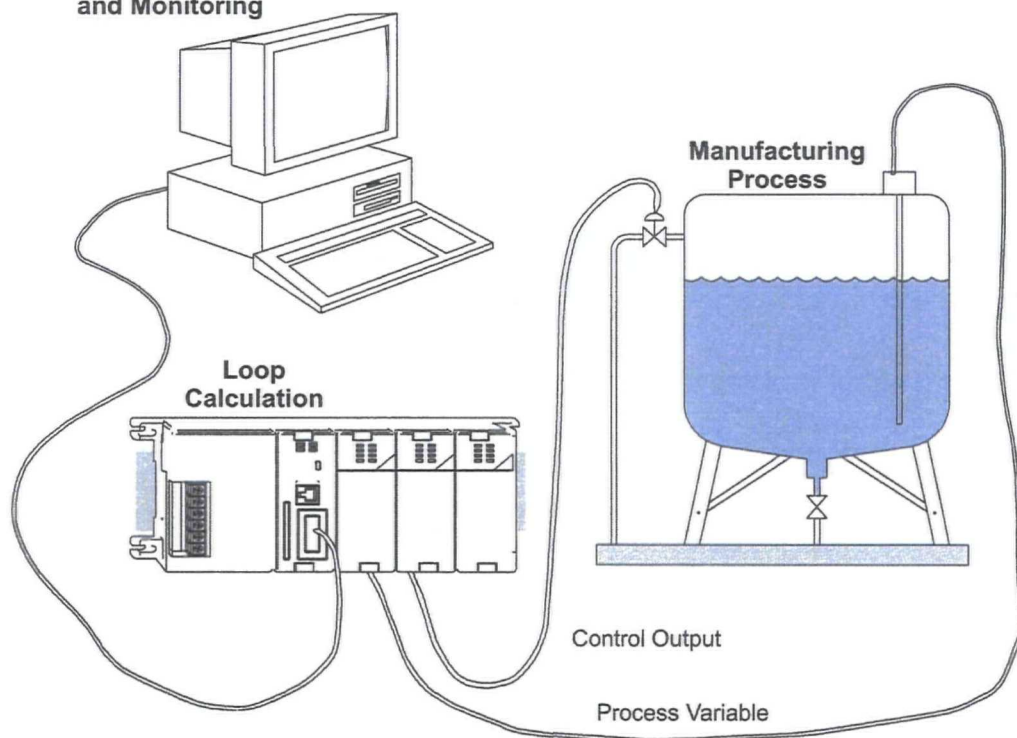 and Monitoring
Manufacturing
Process
Loop
Calculation
Control Output
Process Variable